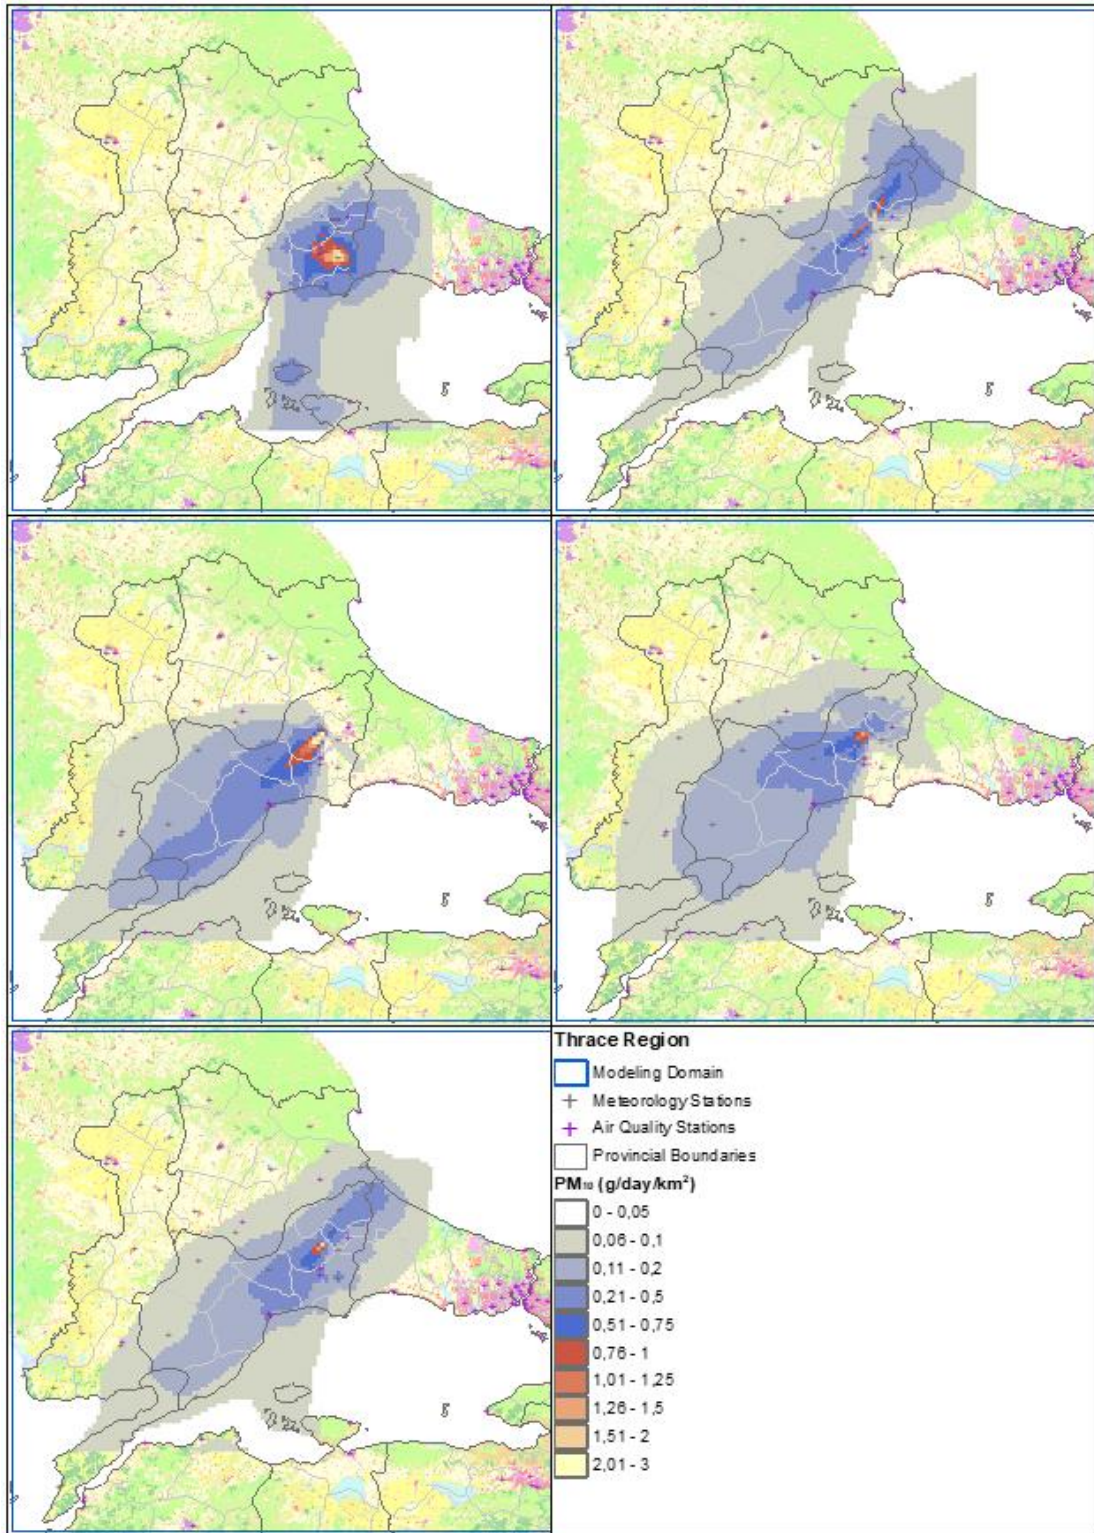 Thrace Region
Modeling Domain
Meteorology Stations
Air Quality Stations
Provincial Boundaries
PM₁₀ (g/day/km²)
0 - 0,05
0,06 - 0,1
0,11 - 0,2
0,21 - 0,5
0,51 - 0,75
0,76 - 1
1,01 - 1,25
1,26 - 1,5
1,51 - 2
2,01 - 3